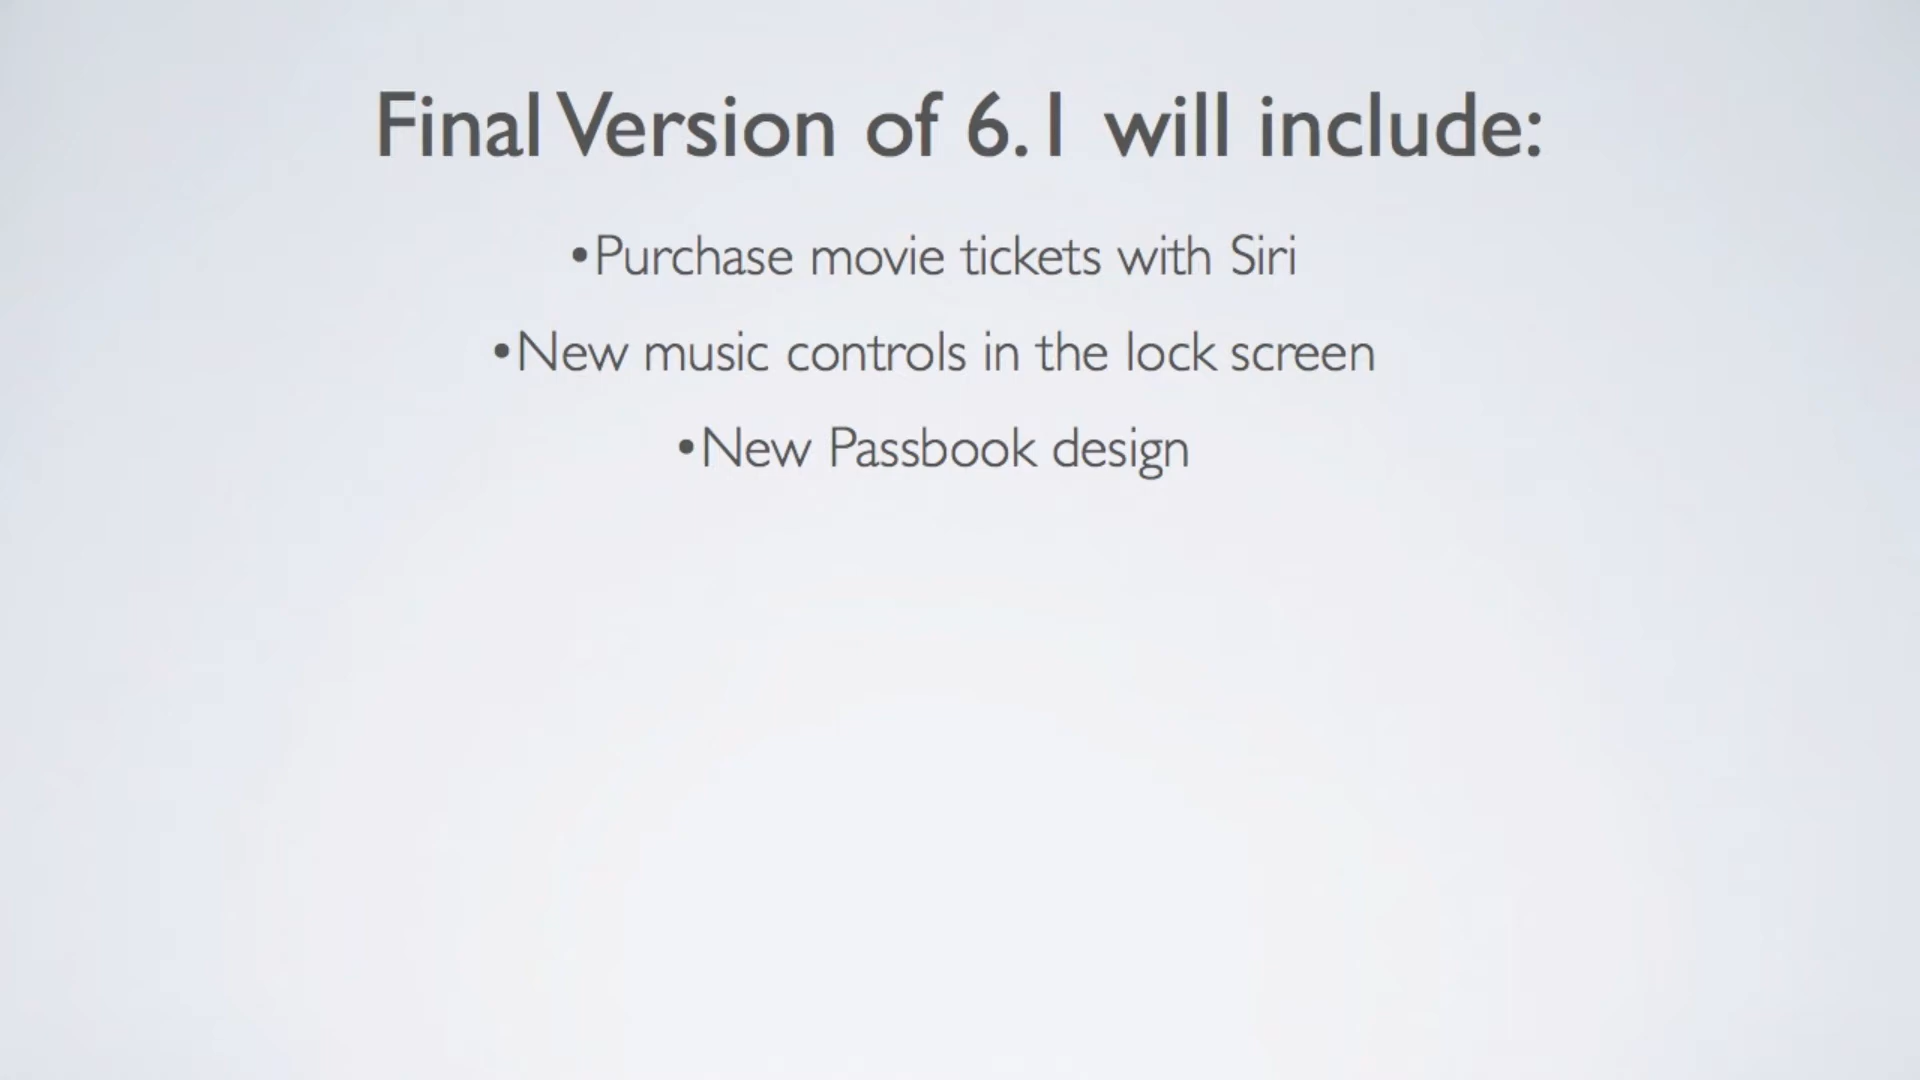 Final Version of 6.1 will include:
•Purchase movie tickets with Siri
•New music controls in the lock screen
•New Passbook design